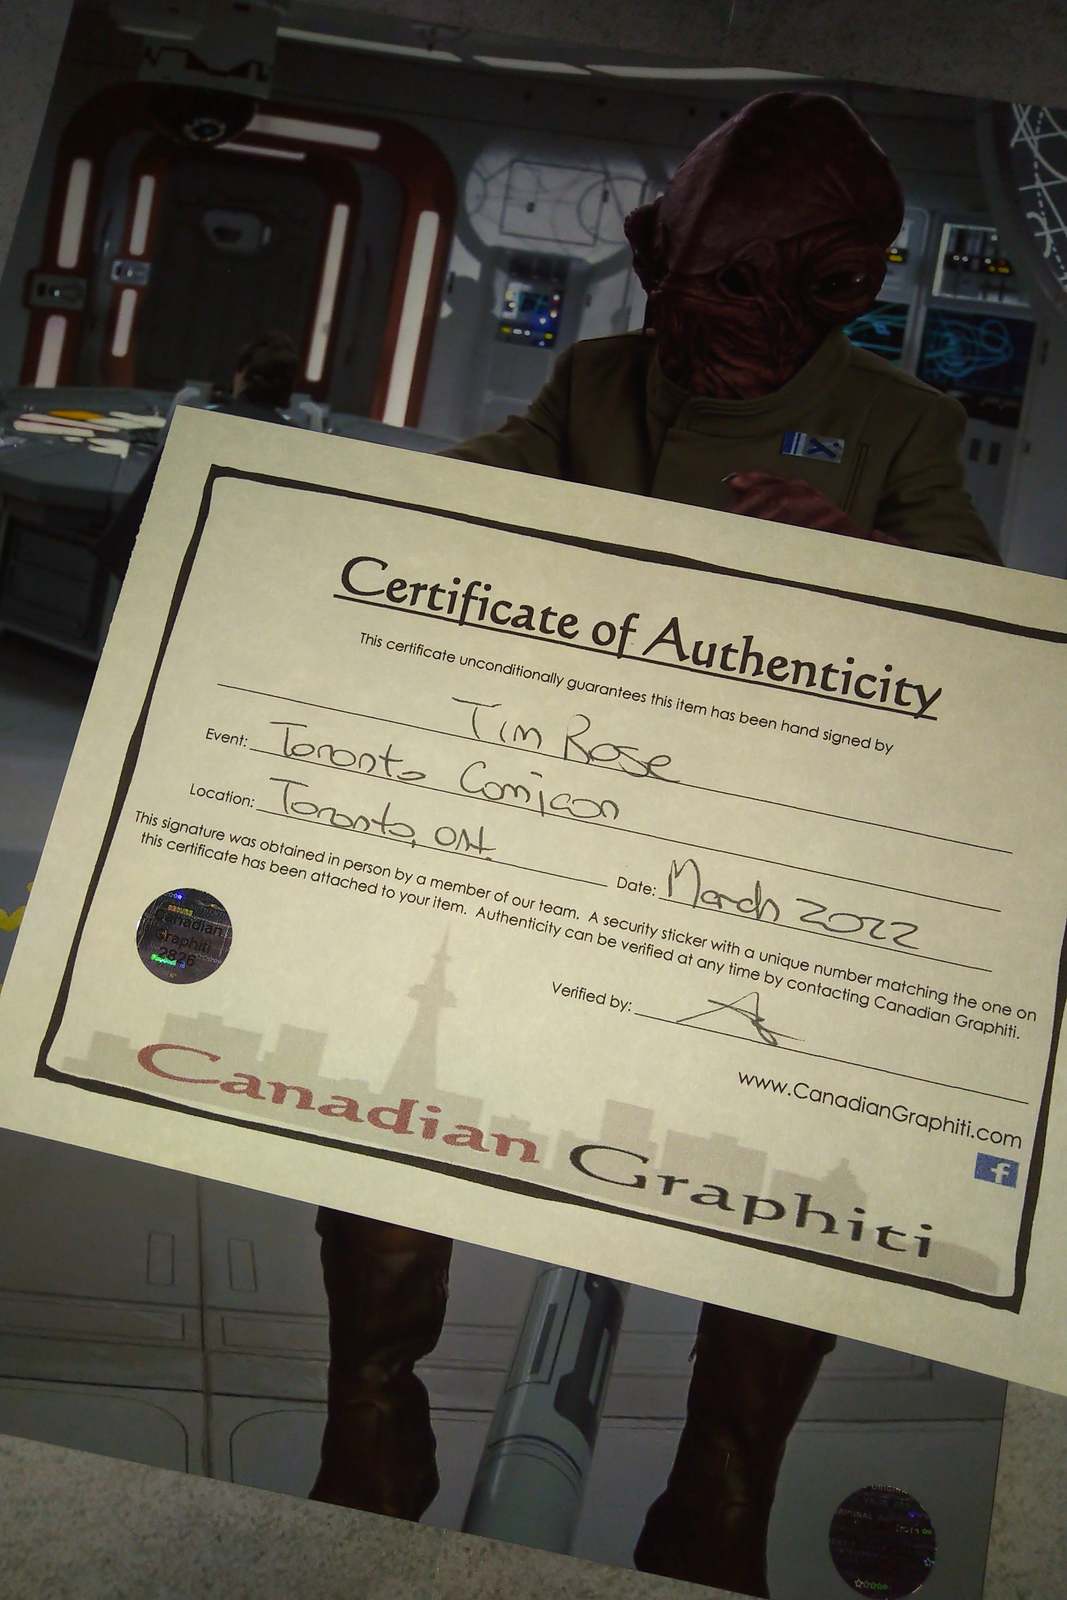 Certificate of Authenticity
This certificate unconditionally guarantees this item has been hand signed by
Tim Rose
Event: Toronto Comicon
Location: Toronto, Ont.
Date: March 2022
This signature was obtained in person by a member of our team. A security sticker with a unique number matching the one on
this certificate has been attached to your item. Authenticity can be verified at any time by contacting Canadian Graphiti.
Canadian
Graphiti
2826
Verified by:
www.CanadianGraphiti.com
f
Canadian Graphiti